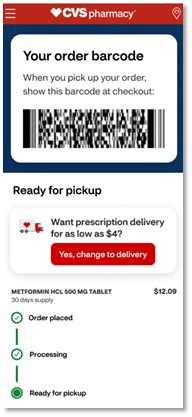 CVS pharmacy
Your order barcode
When you pick up your order,
show this barcode at checkout:
Ready for pickup
Want prescription delivery
for as low as $4?
Yes, change to delivery
METFORMIN HCL 500 MG TABLET $12.09
30 days supply
Order placed
Processing
Ready for pickup